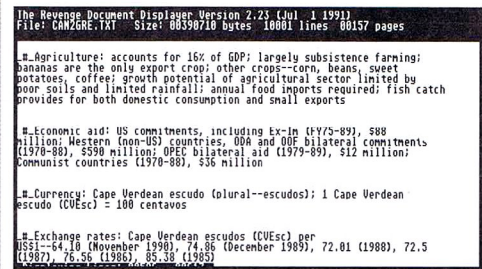 The Revenge Document Displayer Version 2.23 (Jul  1 1991)
File: CAM2GRE.TXT   Size: 00390710 bytes  10001 lines  00157 pages
_#_Agriculture: accounts for 16% of GDP; largely subsistence farming;
bananas are the only export crop; other crops--corn, beans, sweet
potatoes, coffee; growth potential of agricultural sector limited by
poor soils and limited rainfall; annual food imports required; fish catch
provides for both domestic consumption and small exports
_#_Economic aid: US commitments, including Ex-Im (FY75-89), $88
million; Western (non-US) countries, ODA and OOF bilateral commitments
(1970-88), $590 million; OPEC bilateral aid (1979-89), $12 million;
Communist countries (1970-88), $36 million
_#_Currency: Cape Verdean escudo (plural--escudos); 1 Cape Verdean
escudo (CVEsc) = 100 centavos
_#_Exchange rates: Cape Verdean escudos (CVEsc) per
US$1--64.10 (November 1990), 74.86 (December 1989), 72.01 (1988), 72.5
(1987), 76.56 (1986), 85.38 (1985)